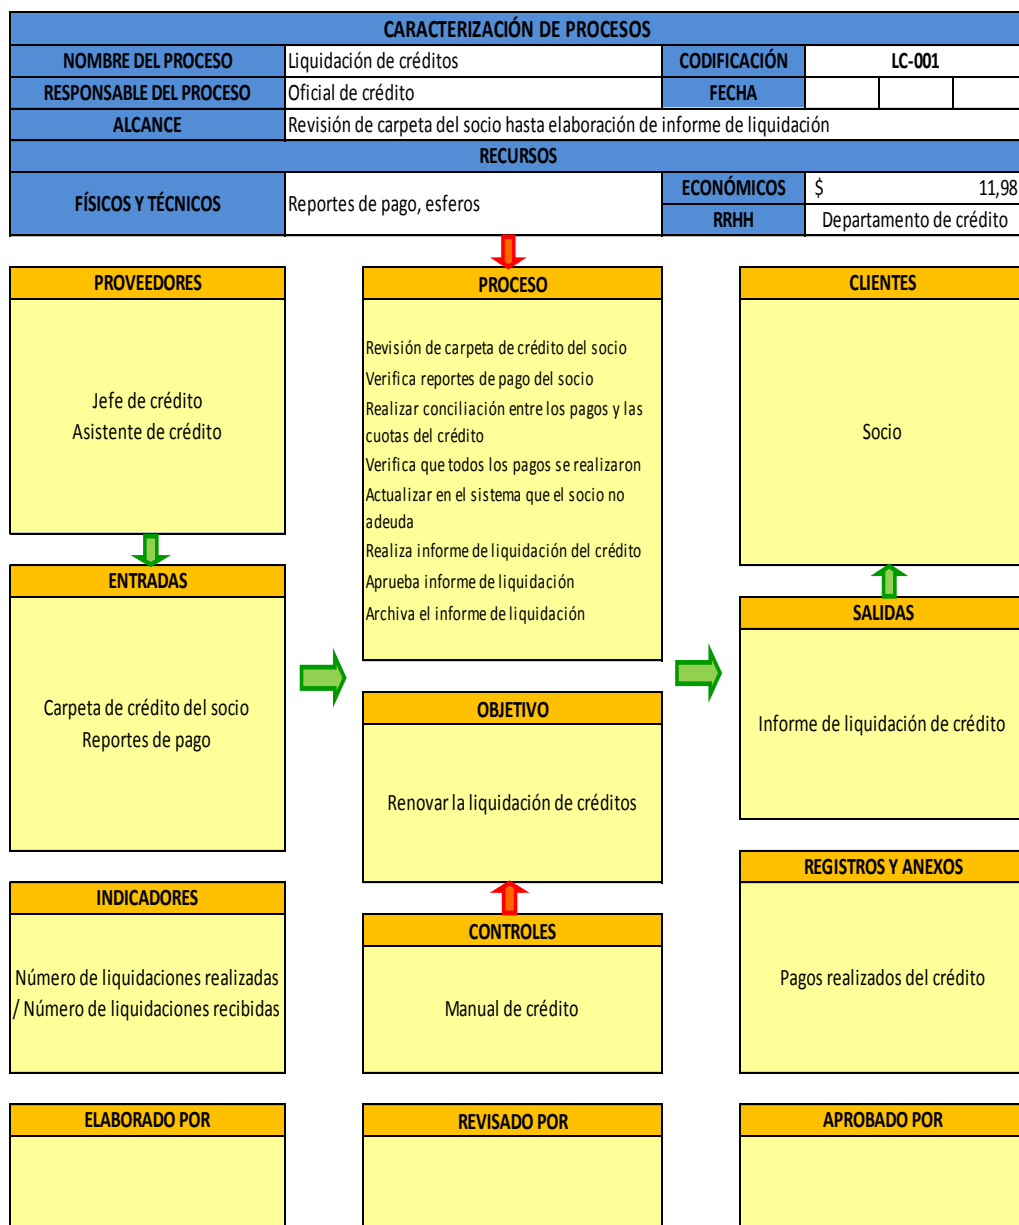 CARACTERIZACIÓN DE PROCESOS
NOMBRE DEL PROCESO Liquidación de créditos CODIFICACIÓN LC-001
RESPONSABLE DEL PROCESO Oficial de crédito FECHA
ALCANCE Revisión de carpeta del socio hasta elaboración de informe de liquidación
RECURSOS
FÍSICOS Y TÉCNICOS Reportes de pago, esferos
ECONÓMICOS $ 11,98
RRHH Departamento de crédito
PROVEEDORES
Jefe de crédito
Asistente de crédito
ENTRADAS
Carpeta de crédito del socio
Reportes de pago
INDICADORES
Número de liquidaciones realizadas
/ Número de liquidaciones recibidas
PROCESO
Revisión de carpeta de crédito del socio
Verifica reportes de pago del socio
Realizar conciliación entre los pagos y las
cuotas del crédito
Verifica que todos los pagos se realizaron
Actualizar en el sistema que el socio no
adeuda
Realiza informe de liquidación del crédito
Aprueba informe de liquidación
Archiva el informe de liquidación
OBJETIVO
Renovar la liquidación de créditos
CONTROLES
Manual de crédito
CLIENTES
Socio
SALIDAS
Informe de liquidación de crédito
REGISTROS Y ANEXOS
Pagos realizados del crédito
ELABORADO POR
REVISADO POR
APROBADO POR